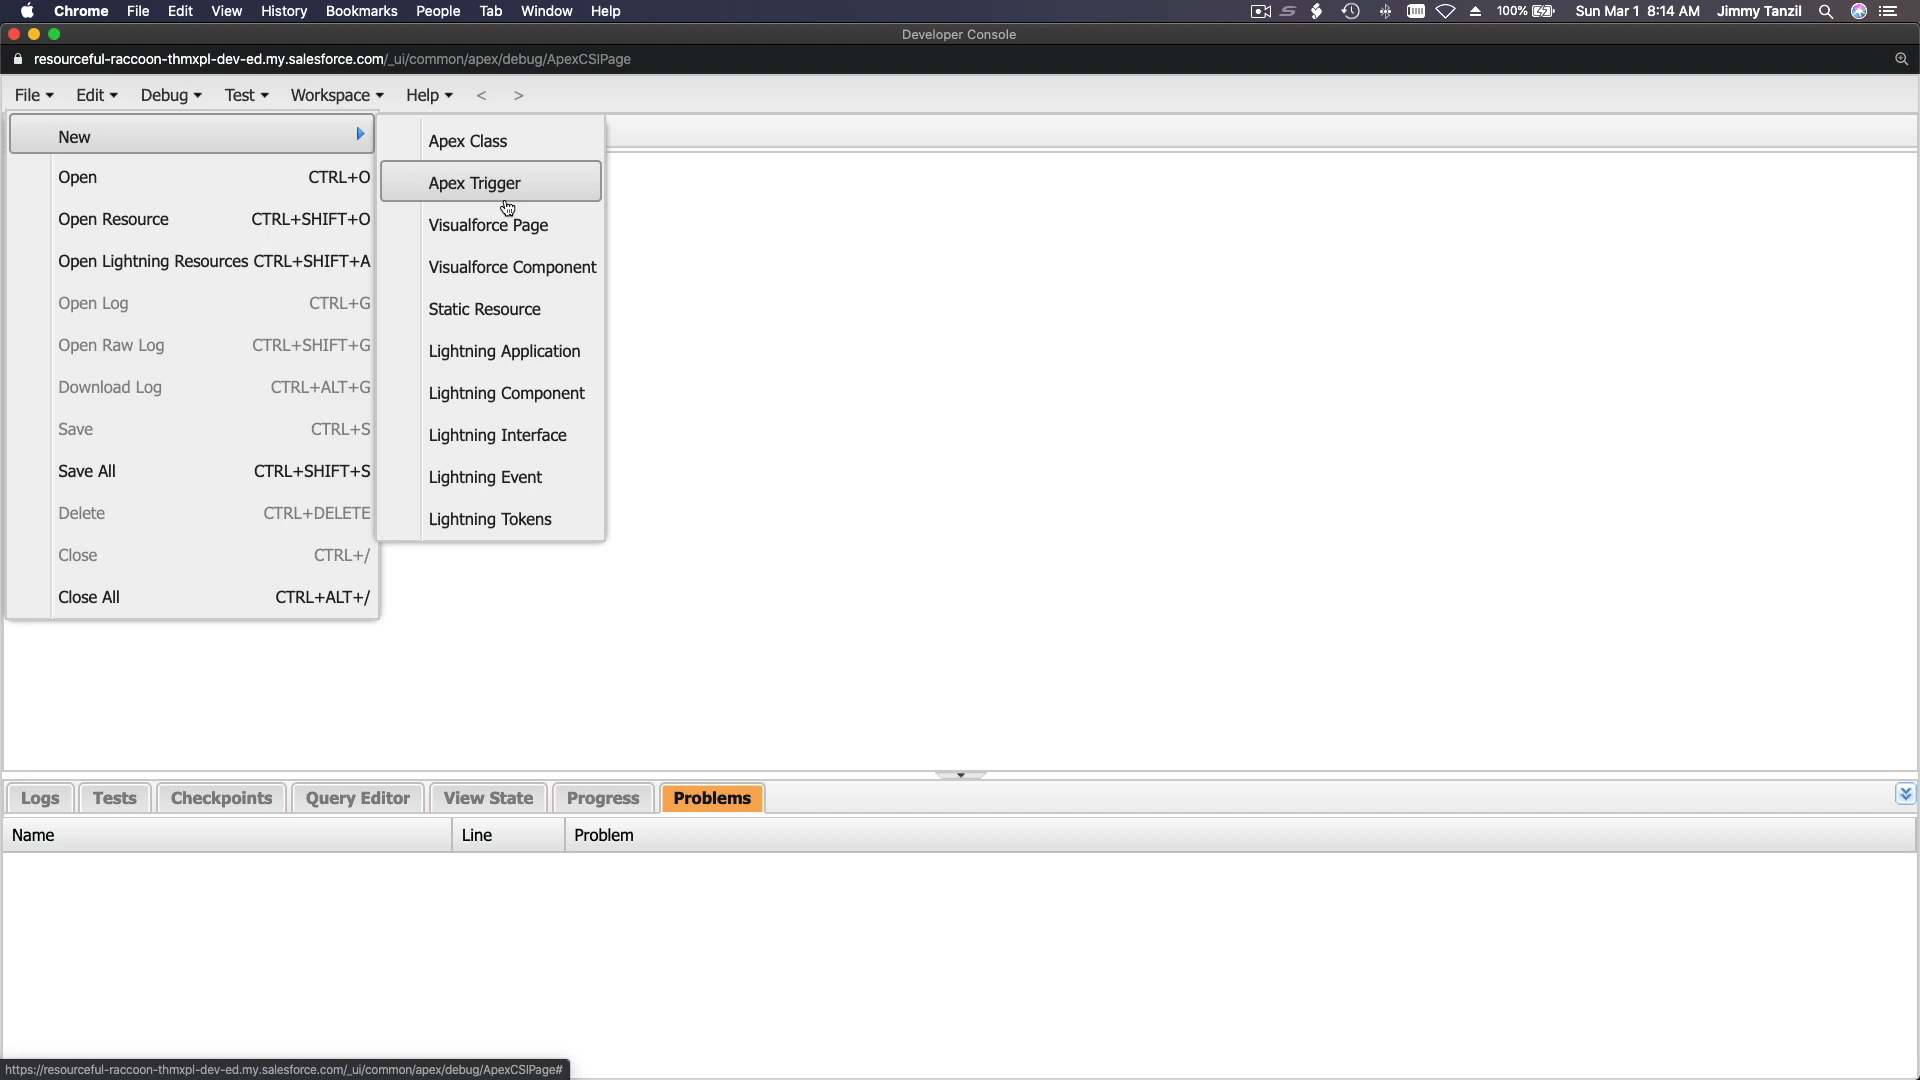 Chrome File Edit View History Bookmarks People Tab Window Help 100% Sun Mar 1 8:14 AM Jimmy Tanzil
Developer Console
resourceful-raccoon-thmxpl-dev-ed.my.salesforce.com/_ui/common/apex/debug/ApexCSIPage
File Edit Debug Test Workspace Help < >
New
Open CTRL+O
Open Resource CTRL+SHIFT+O
Open Lightning Resources CTRL+SHIFT+A
Open Log CTRL+G
Open Raw Log CTRL+SHIFT+G
Download Log CTRL+ALT+G
Save CTRL+S
Save All CTRL+SHIFT+S
Delete CTRL+DELETE
Close CTRL+/
Close All CTRL+ALT+/
Apex Class
Apex Trigger
Visualforce Page
Visualforce Component
Static Resource
Lightning Application
Lightning Component
Lightning Interface
Lightning Event
Lightning Tokens
Logs Tests Checkpoints Query Editor View State Progress Problems
Name Line Problem
https://resourceful-raccoon-thmxpl-dev-ed.my.salesforce.com/_ui/common/apex/debug/ApexCSIPage#